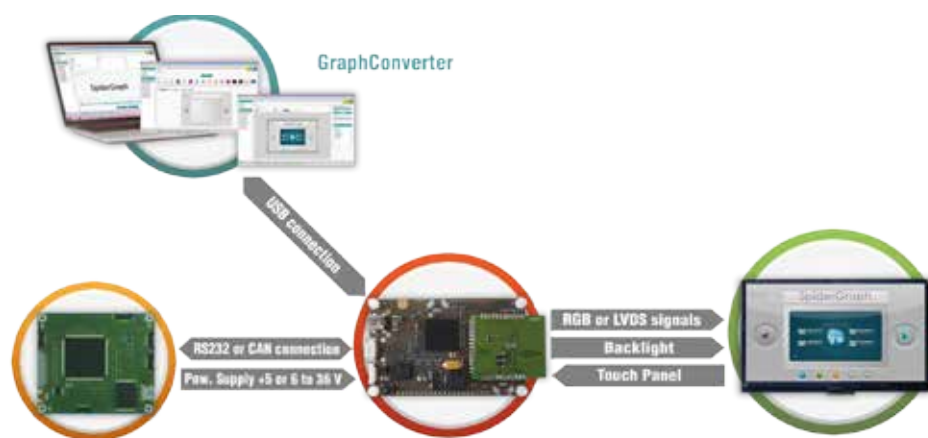 GraphConverter
SpiderGraph
USB connection
RS232 or CAN connection
Pow. Supply +5 or 6 to 36 V
RGB or LVDS signals
Backlight
Touch Panel
SpiderGraph